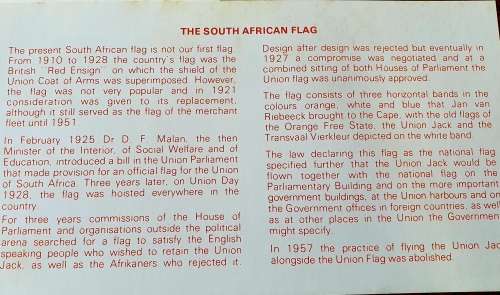 THE SOUTH AFRICAN FLAG
The present South African flag is not our first flag.
From 1910 to 1928 the country's flag was the
British "Red Ensign" on which the shield of the
Union Coat of Arms was superimposed. However,
the flag was not very popular and in 1921
consideration was given to its replacement,
although it still served as the flag of the merchant
fleet until 1951.
In February 1925 Dr D. F. Malan, the then
Minister of the Interior, of Social Welfare and of
Education, introduced a bill in the Union Parliament
that made provision for an official flag for the Union
of South Africa. Three years later, on Union Day
1928, the flag was hoisted everywhere in the
country.
For three years commissions of the House of
Parliament and organisations outside the political
arena searched for a flag to satisfy the English
speaking people who wished to retain the Union
Jack, as well as the Afrikaners who rejected it.
Design after design was rejected but eventually in
1927 a compromise was negotiated and at a
combined sitting of both Houses of Parliament the
Union flag was unanimously approved.
The flag consists of three horizontal bands in the
colours orange, white and blue that Jan van
Riebeeck brought to the Cape, with the old flags of
the Orange Free State, the Union Jack and the
Transvaal Vierkleur depicted on the white band.
The law declaring this flag as the national flag
specified further that the Union Jack would be
flown together with the national flag on the
Parliamentary Building and on the more important
government buildings, at the Union harbours and on
the Government offices in foreign countries, as well
as at other places in the Union the Governmen
might specify.
In 1957 the practice of flying the Union Jac
alongside the Union Flag was abolished.